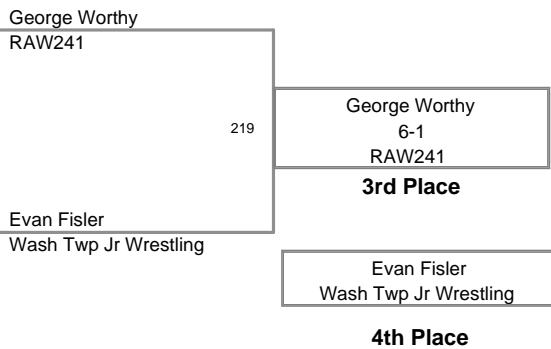 George Worthy
RAW241
219
George Worthy
6-1
RAW241
3rd Place
Evan Fisler
Wash Twp Jr Wrestling
Evan Fisler
Wash Twp Jr Wrestling
4th Place